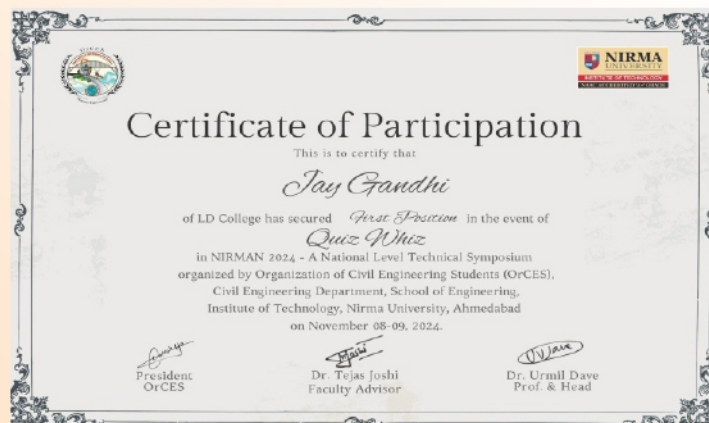 OrCES
NIRMA
UNIVERSITY
INSTITUTE OF TECHNOLOGY
Certificate of Participation
This is to certify that
Jay Gandhi
of LD College has secured First Position in the event of
Quiz Whiz
in NIRMAN 2024 - A National Level Technical Symposium
organized by Organization of Civil Engineering Students (OrCES),
Civil Engineering Department, School of Engineering,
Institute of Technology, Nirma University, Ahmedabad
on November 08-09, 2024.
President
OrCES
Dr. Tejas Joshi
Faculty Advisor
Dr. Urmil Dave
Prof. & Head